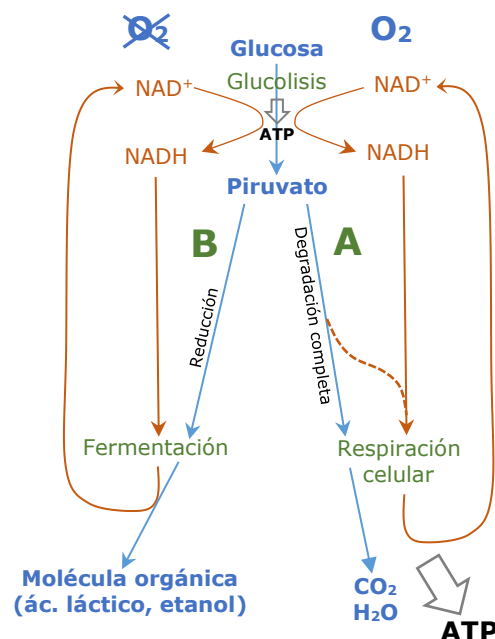 O₂
Glucosa
O₂
Glucolisis
NAD⁺
NAD⁺
ATP
NADH
NADH
Piruvato
B
A
Reducción
Degradación completa
Fermentación
Respiración
celular
Molécula orgánica
(ác. láctico, etanol)
CO₂
H₂O
ATP